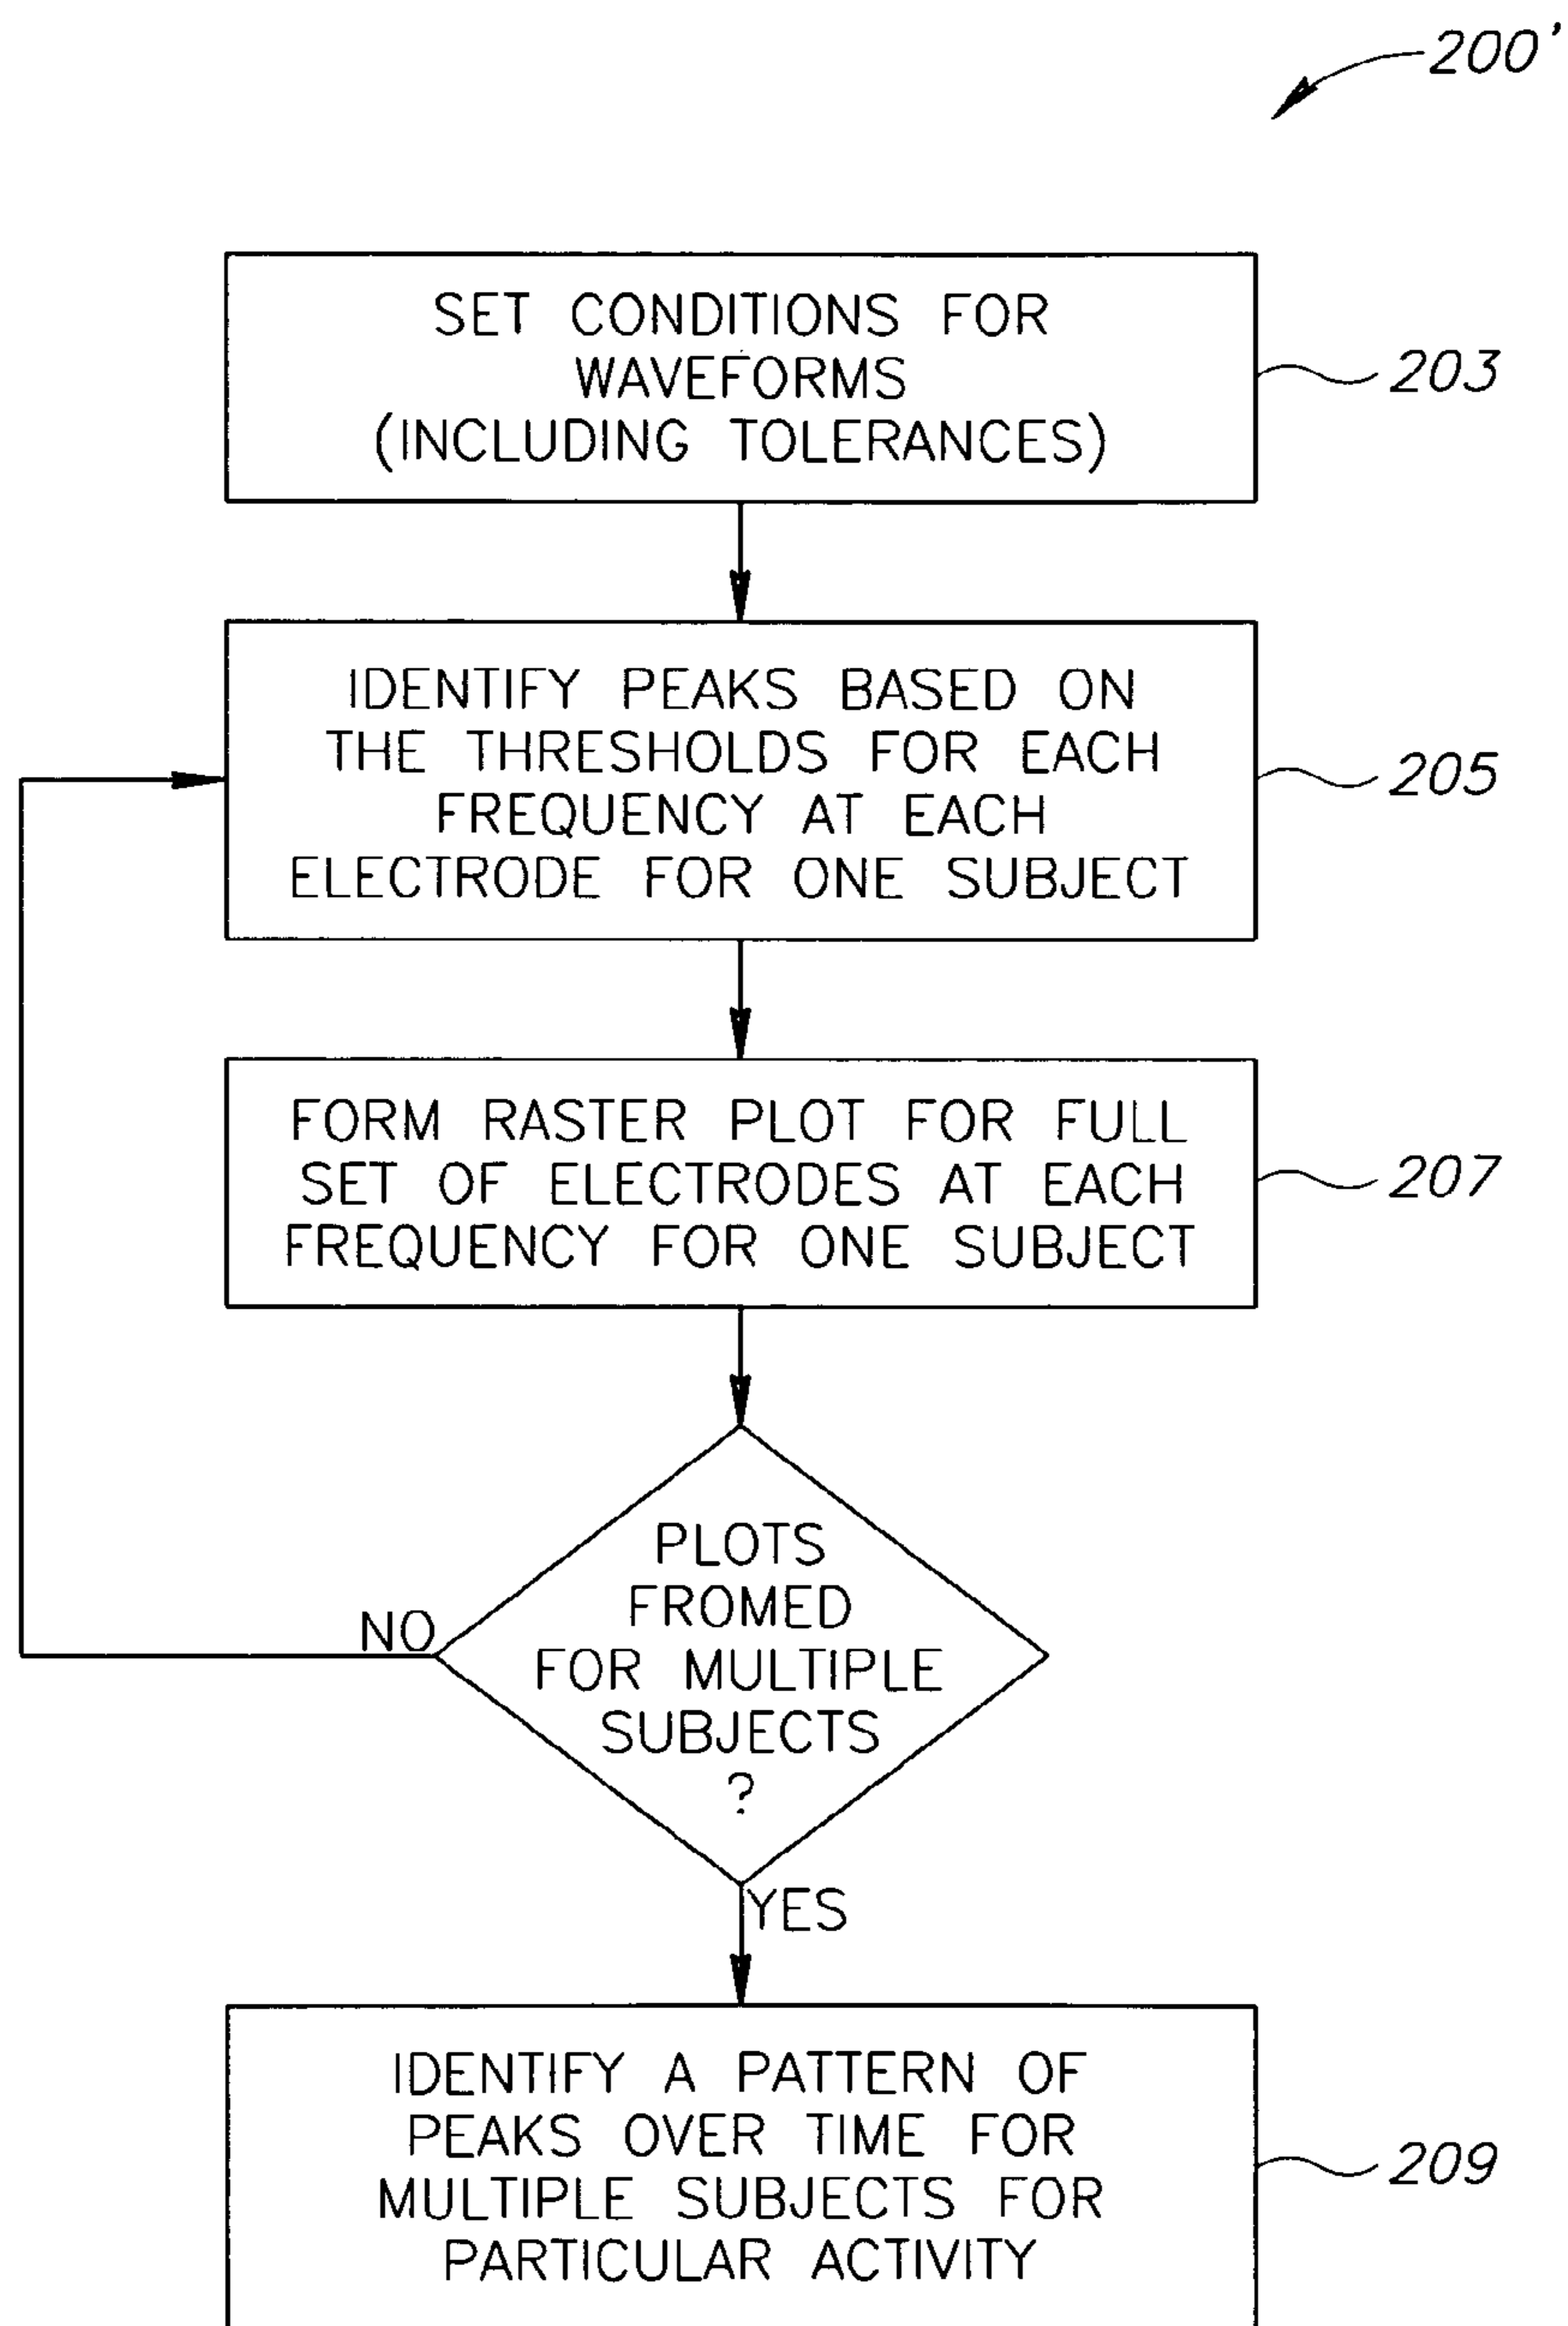 200'
SET CONDITIONS FOR
WAVEFORMS
(INCLUDING TOLERANCES)
203
IDENTIFY PEAKS BASED ON
THE THRESHOLDS FOR EACH
FREQUENCY AT EACH
ELECTRODE FOR ONE SUBJECT
205
FORM RASTER PLOT FOR FULL
SET OF ELECTRODES AT EACH
FREQUENCY FOR ONE SUBJECT
207
PLOTS
FROMED
FOR MULTIPLE
SUBJECTS
?
NO
YES
IDENTIFY A PATTERN OF
PEAKS OVER TIME FOR
MULTIPLE SUBJECTS FOR
PARTICULAR ACTIVITY
209